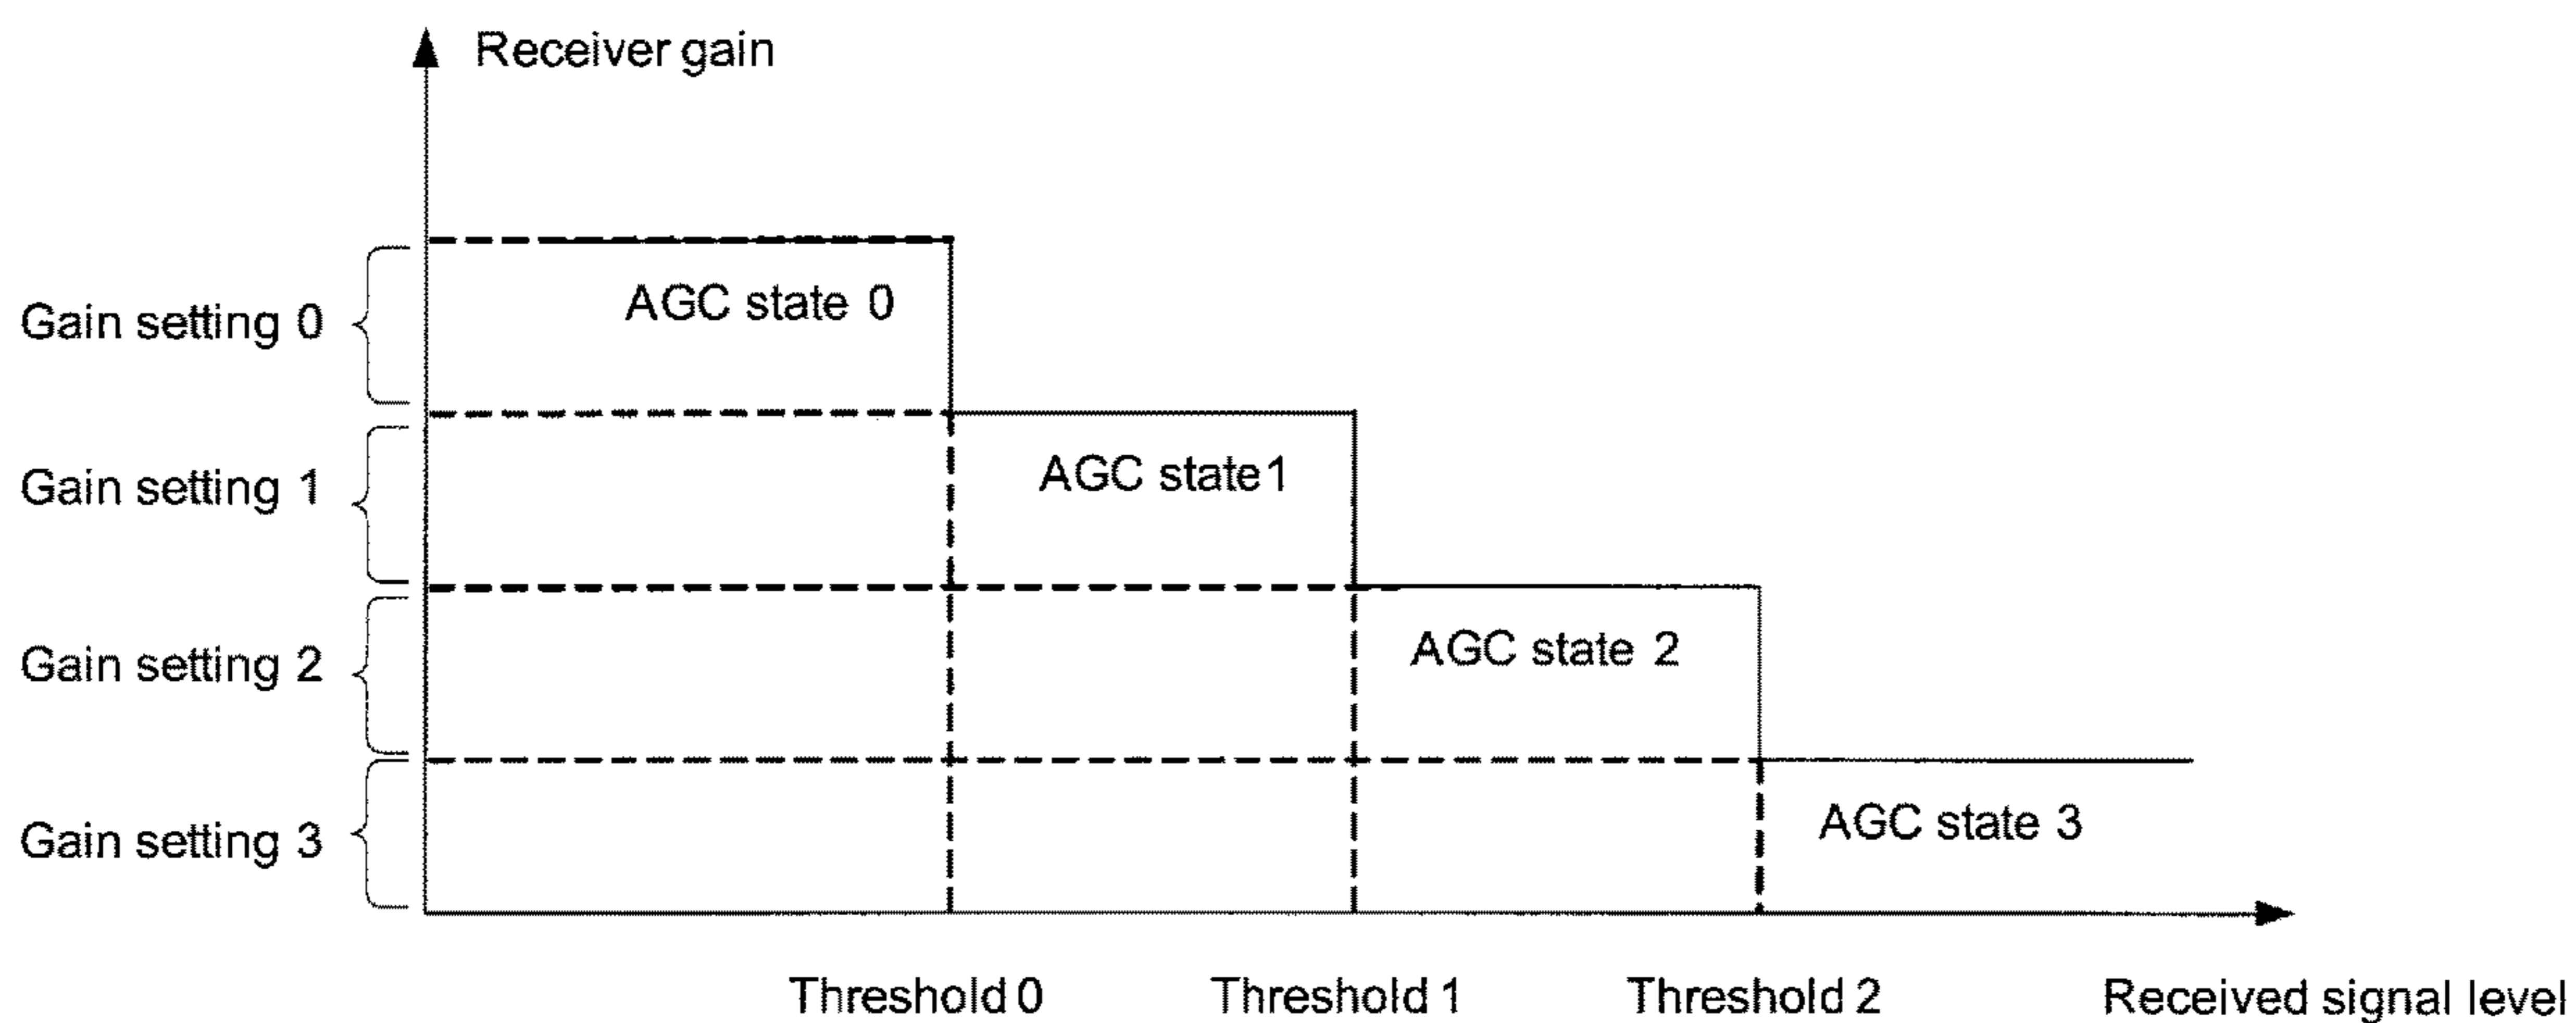 Receiver gain
Gain setting 0
AGC state 0
Gain setting 1
AGC state1
Gain setting 2
AGC state 2
Gain setting 3
AGC state 3
Threshold 0
Threshold 1
Threshold 2
Received signal level